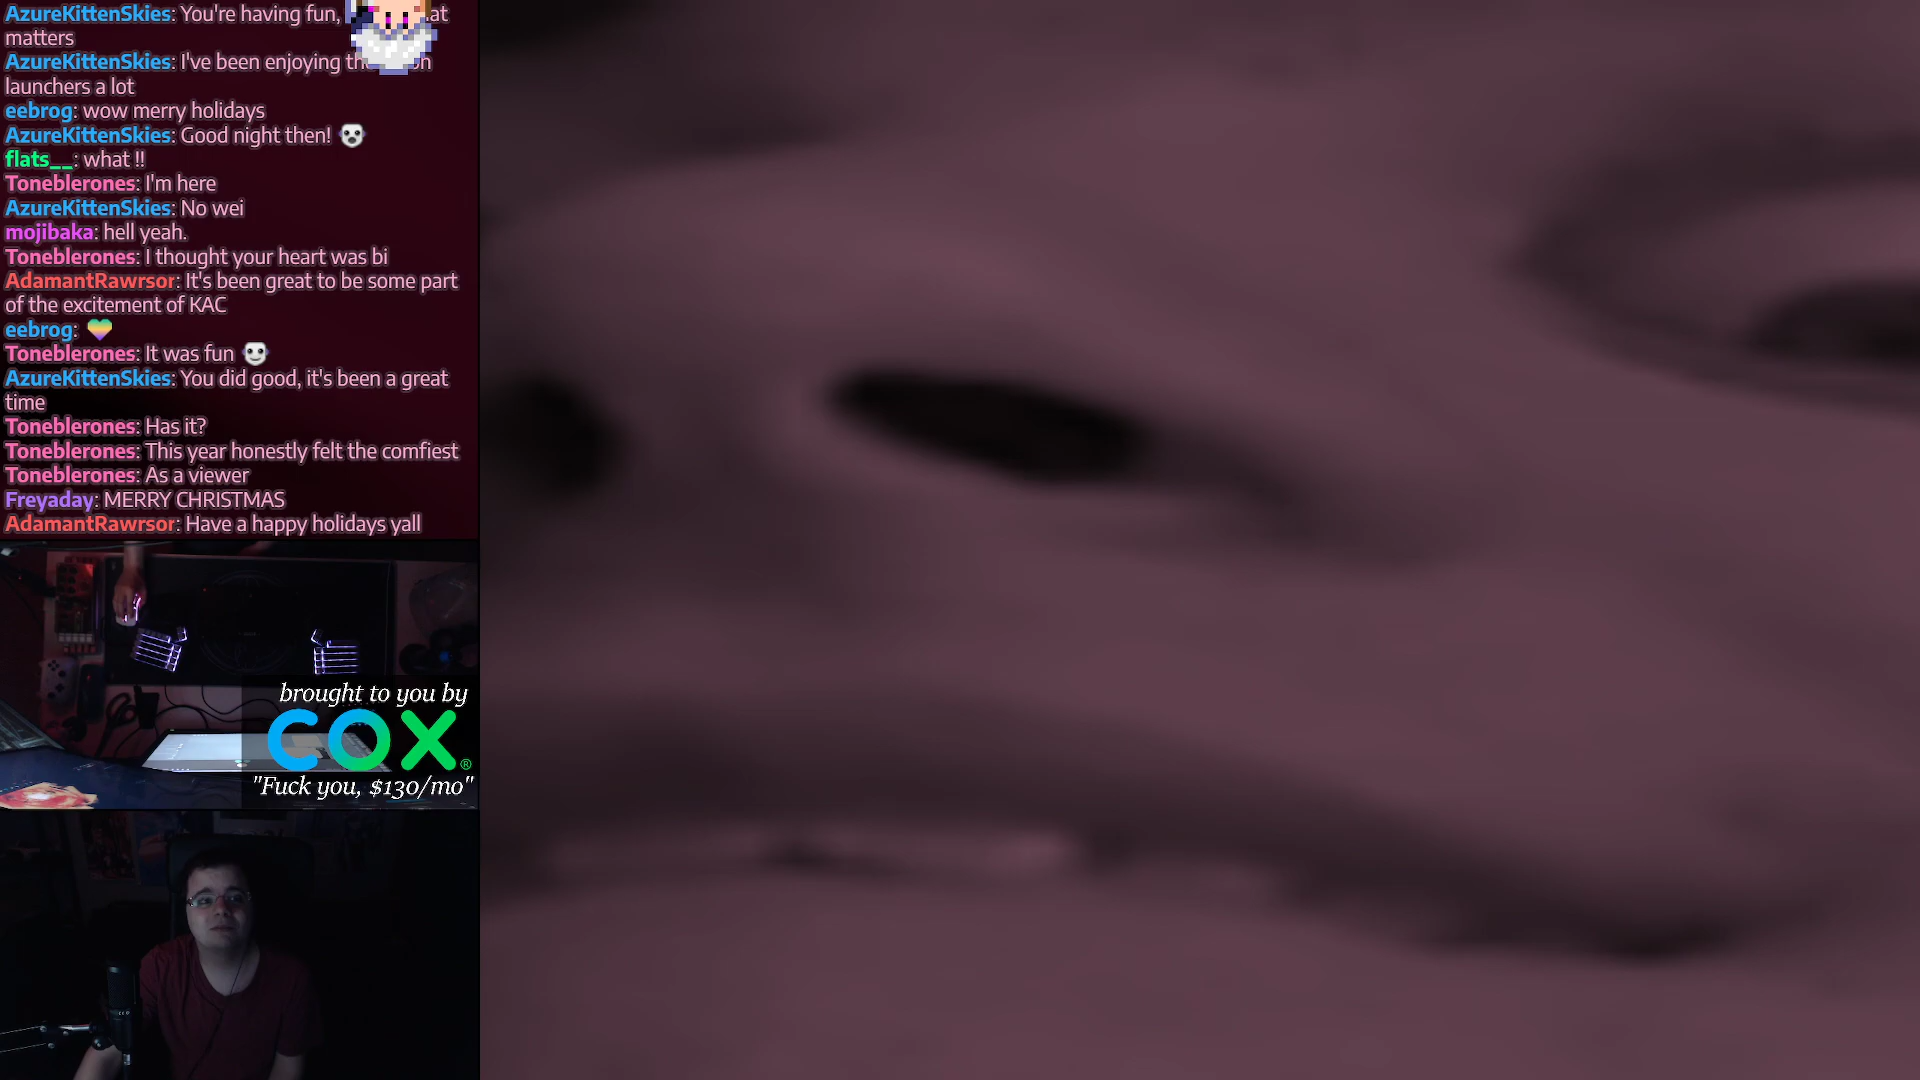 AzureKittenSkies: You're having fun, at
matters
AzureKittenSkies: I've been enjoying
launchers a lot
eebrog: wow merry holidays
AzureKittenSkies: Good night then!
flats__: what !!
Toneblerones: I'm here
AzureKittenSkies: No wei
mojibaka: hell yeah.
Toneblerones: I thought your heart was bi
AdamantRawrsor: It's been great to be some part
of the excitement of KAC
eebrog:
Toneblerones: It was fun
AzureKittenSkies: You did good, it's been a great
time
Toneblerones: Has it?
Toneblerones: This year honestly felt the comfiest
Toneblerones: As a viewer
Freyaday: MERRY CHRISTMAS
AdamantRawrsor: Have a happy holidays yall
brought to you by
COX®
"Fuck you, $130/mo"